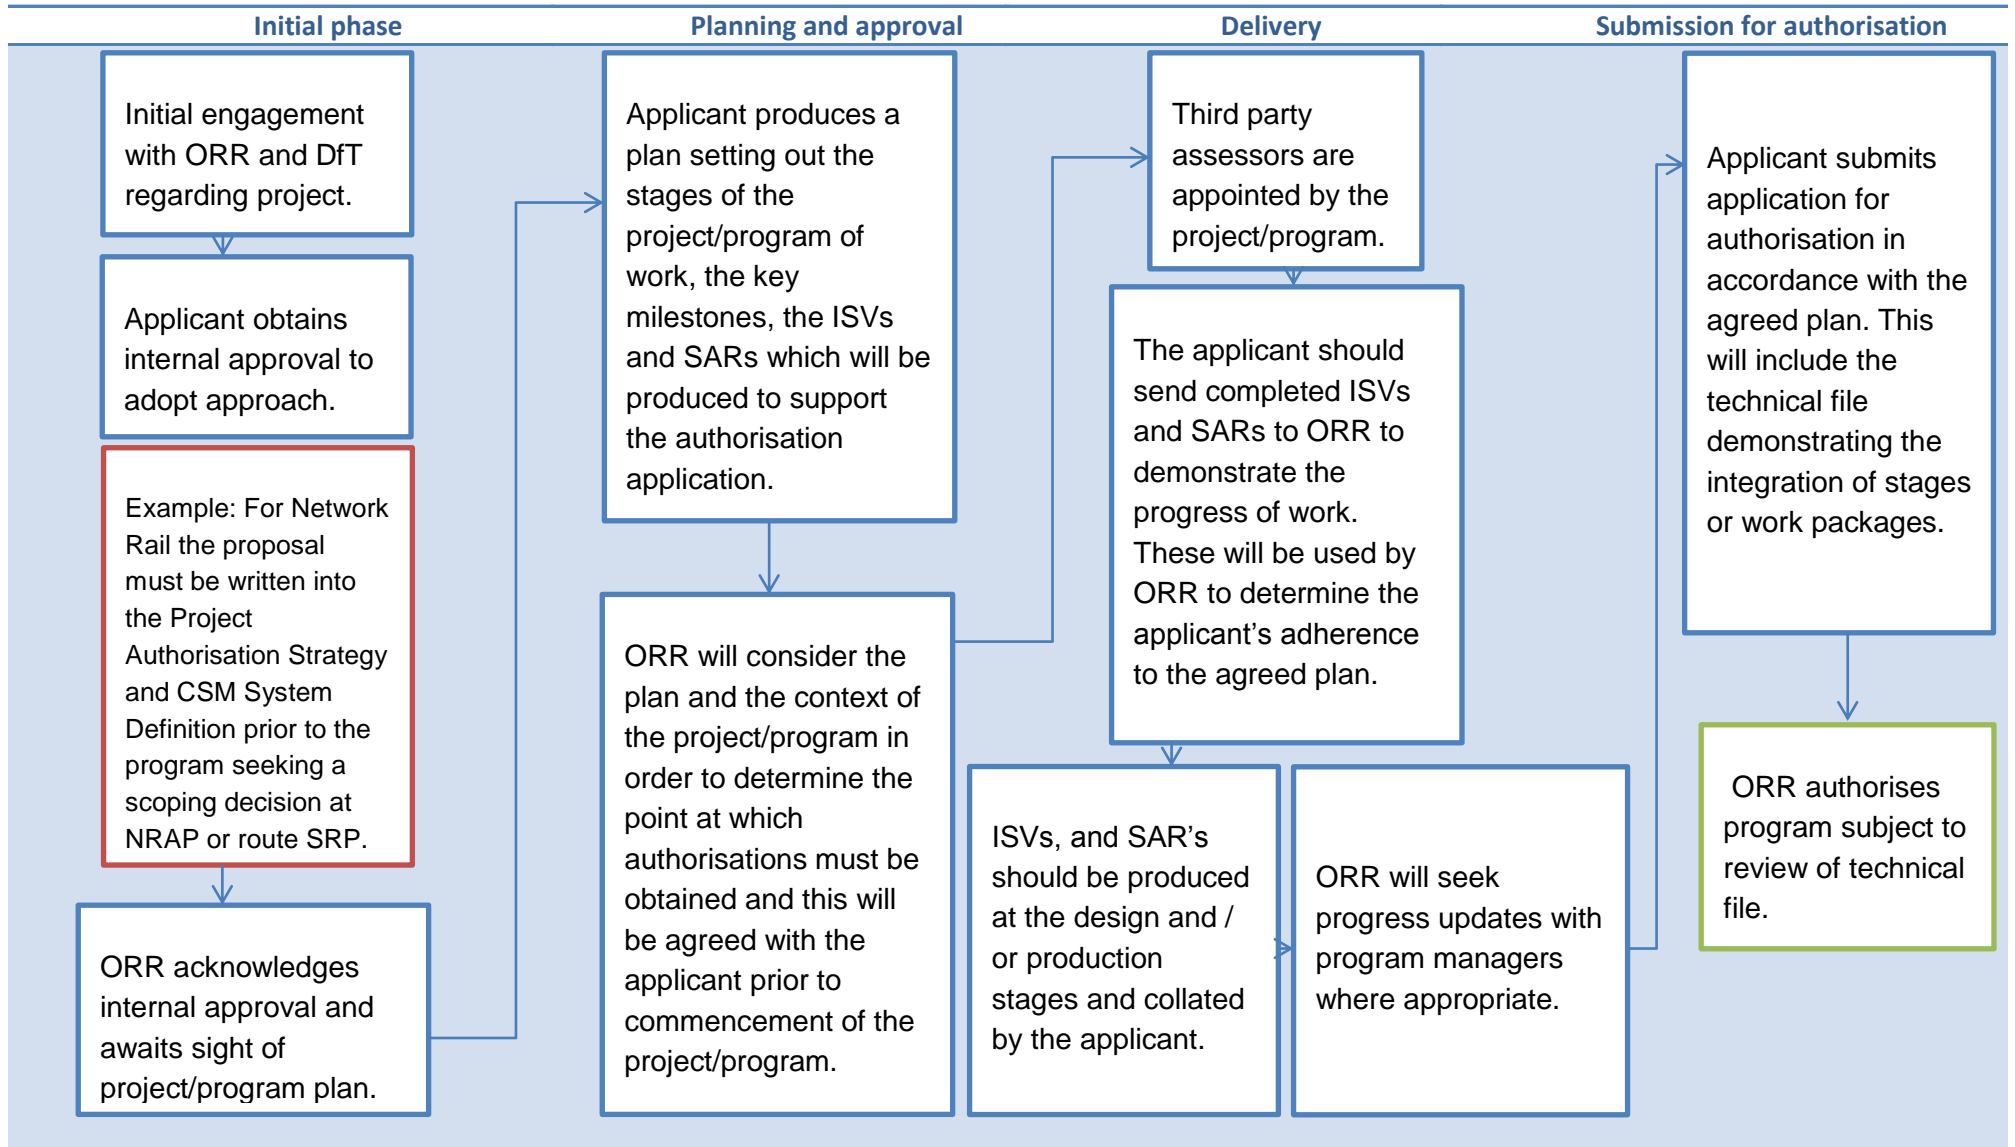 Initial phase
Planning and approval
Delivery
Submission for authorisation
Initial engagement
with ORR and DfT
regarding project.
Applicant obtains
internal approval to
adopt approach.
Example: For Network
Rail the proposal
must be written into
the Project
Authorisation Strategy
and CSM System
Definition prior to the
program seeking a
scoping decision at
NRAP or route SRP.
ORR acknowledges
internal approval and
awaits sight of
project/program plan.
Applicant produces a
plan setting out the
stages of the
project/program of
work, the key
milestones, the ISVs
and SARs which will be
produced to support
the authorisation
application.
ORR will consider the
plan and the context of
the project/program in
order to determine the
point at which
authorisations must be
obtained and this will
be agreed with the
applicant prior to
commencement of the
project/program.
Third party
assessors are
appointed by the
project/program.
The applicant should
send completed ISVs
and SARs to ORR to
demonstrate the
progress of work.
These will be used by
ORR to determine the
applicant’s adherence
to the agreed plan.
ISVs, and SAR’s
should be produced
at the design and /
or production
stages and collated
by the applicant.
ORR will seek
progress updates with
program managers
where appropriate.
Applicant submits
application for
authorisation in
accordance with the
agreed plan. This
will include the
technical file
demonstrating the
integration of stages
or work packages.
ORR authorises
program subject to
review of technical
file.